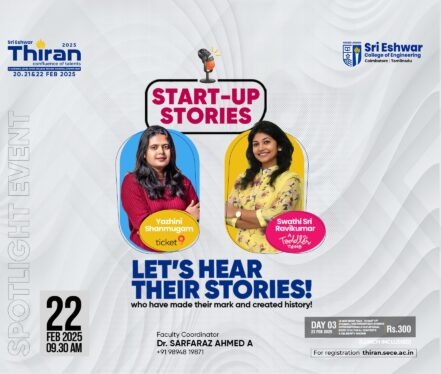 Sri Eshwar 2025
Thiran
confluence of talents
20, 21 & 22 FEB 2025
Sri Eshwar
College of Engineering
Coimbatore | Tamilnadu
START-UP
STORIES
SPOTLIGHT EVENT
Yazhini
Shanmugam
ticket
Swathi Sri
Ravikumar
Toddler
LET'S HEAR
THEIR STORIES!
who have made their mark and created history!
22
FEB 2025
09.30 AM
Faculty Coordinator
Dr. SARFARAZ AHMED A
+91 98948 19871
DAY 03
22 FEB 2025
Rs.300
(LUNCH INCLUDED)
For registration thiran.sece.ac.in